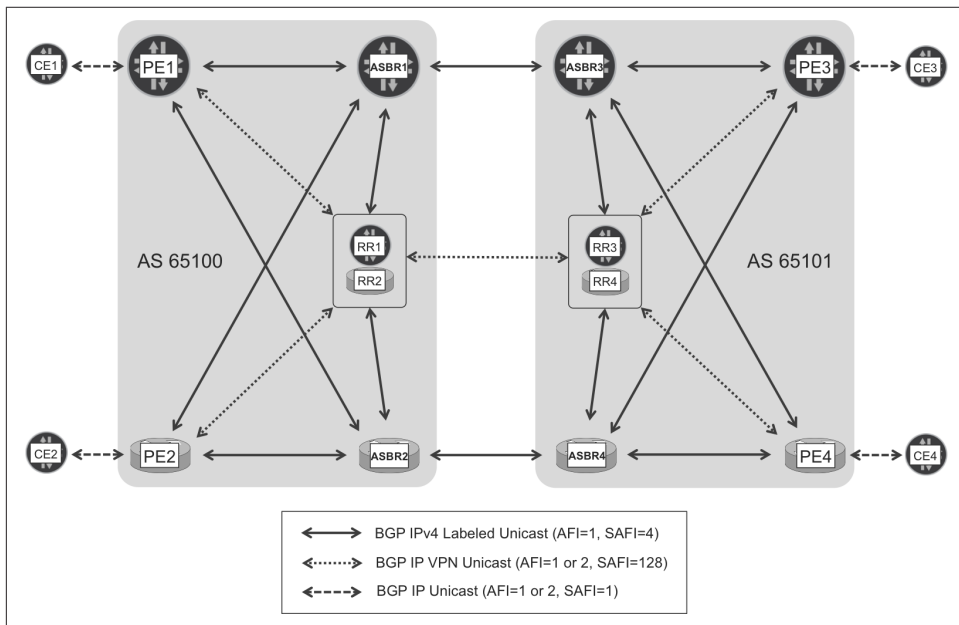 CE1
PE1
ASBR1
ASBR3
PE3
CE3
AS 65100
RR1
RR2
RR3
RR4
AS 65101
CE2
PE2
ASBR2
ASBR4
PE4
CE4
BGP IPv4 Labeled Unicast (AFI=1, SAFI=4)
BGP IP VPN Unicast (AFI=1 or 2, SAFI=128)
BGP IP Unicast (AFI=1 or 2, SAFI=1)